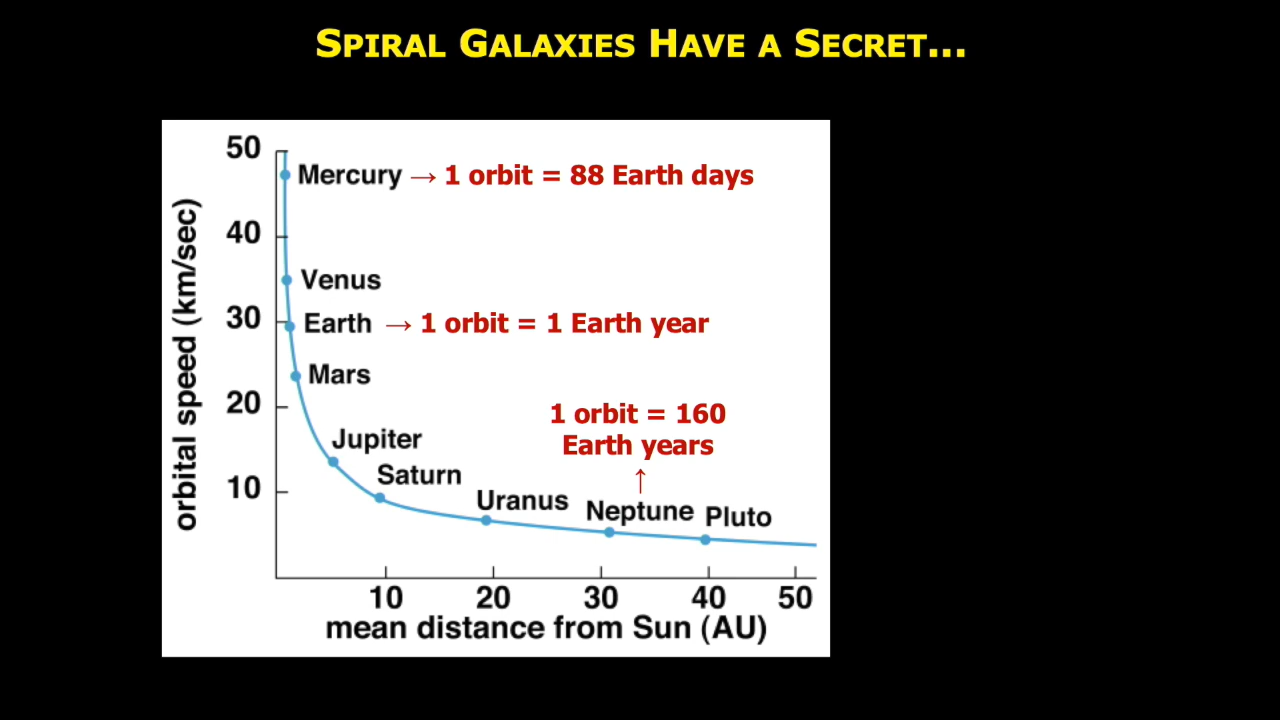 SPIRAL GALAXIES HAVE A SECRET...
50
Mercury → 1 orbit = 88 Earth days
40
Venus
30
Earth → 1 orbit = 1 Earth year
Mars
20
1 orbit = 160
Earth years
↑
Jupiter
Saturn
10
Uranus
Neptune
Pluto
orbital speed (km/sec)
10 20 30 40 50
mean distance from Sun (AU)